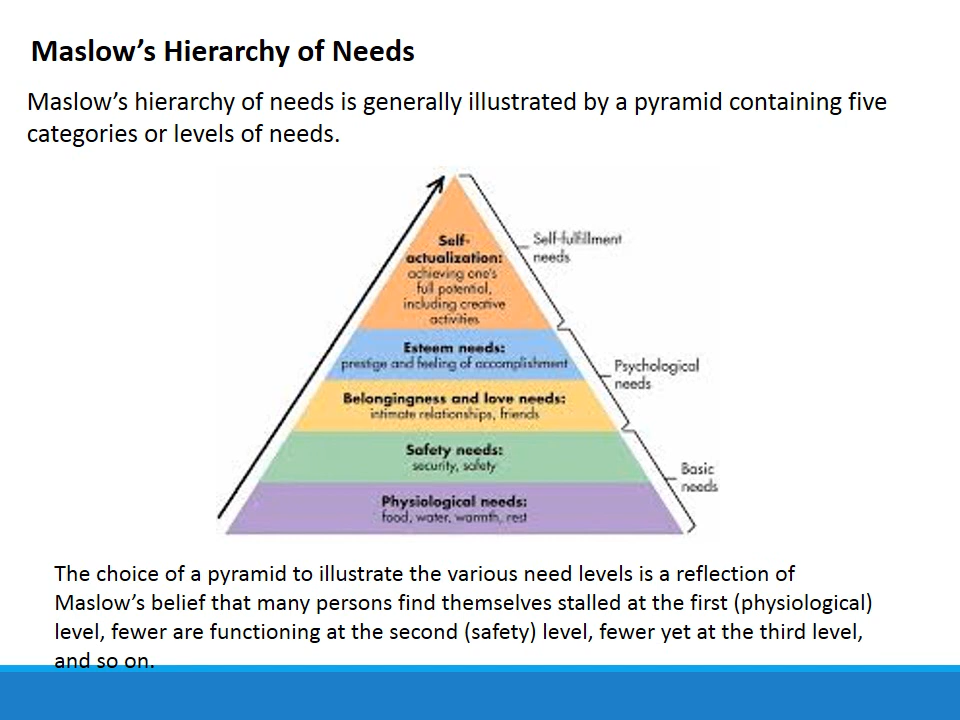 Maslow’s Hierarchy of Needs
Maslow’s hierarchy of needs is generally illustrated by a pyramid containing five
categories or levels of needs.
Self-
actualization:
achieving one's
full potential,
including creative
activities
Self-fulfillment
needs
Esteem needs:
prestige and feeling of accomplishment
Psychological
needs
Belongingness and love needs:
intimate relationships, friends
Safety needs:
security, safety
Basic
needs
Physiological needs:
food, water, warmth, rest
The choice of a pyramid to illustrate the various need levels is a reflection of
Maslow’s belief that many persons find themselves stalled at the first (physiological)
level, fewer are functioning at the second (safety) level, fewer yet at the third level,
and so on.